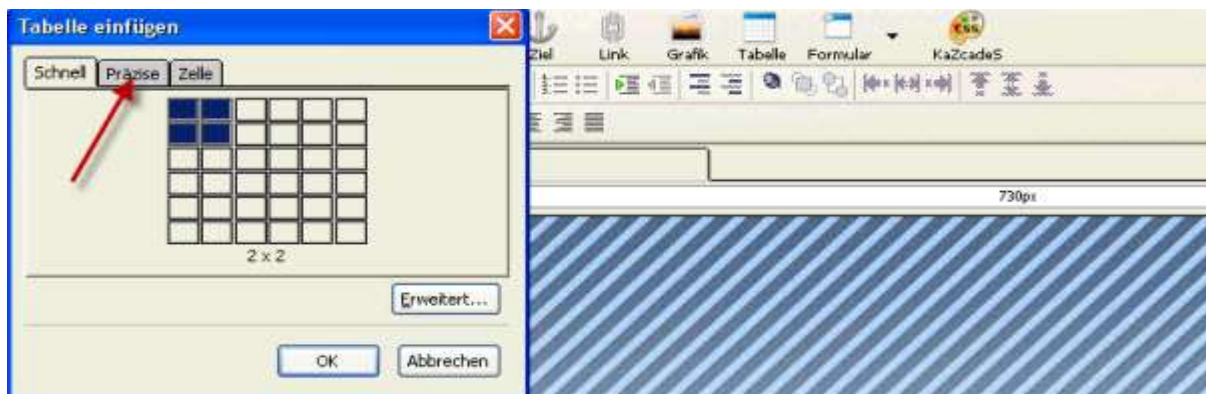 Tabelle einfügen
Ziel Link Grafik Tabelle Formular KaZcadeS
Schnell Präzise Zelle
730px
2 x 2
Erweitert...
OK Abbrechen